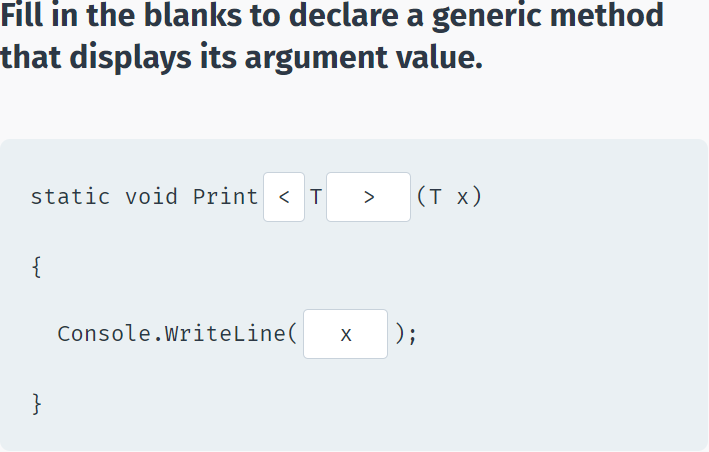 Fill in the blanks to declare a generic method
that displays its argument value.
static void Print < T > (T x)
{
Console.WriteLine( x );
}